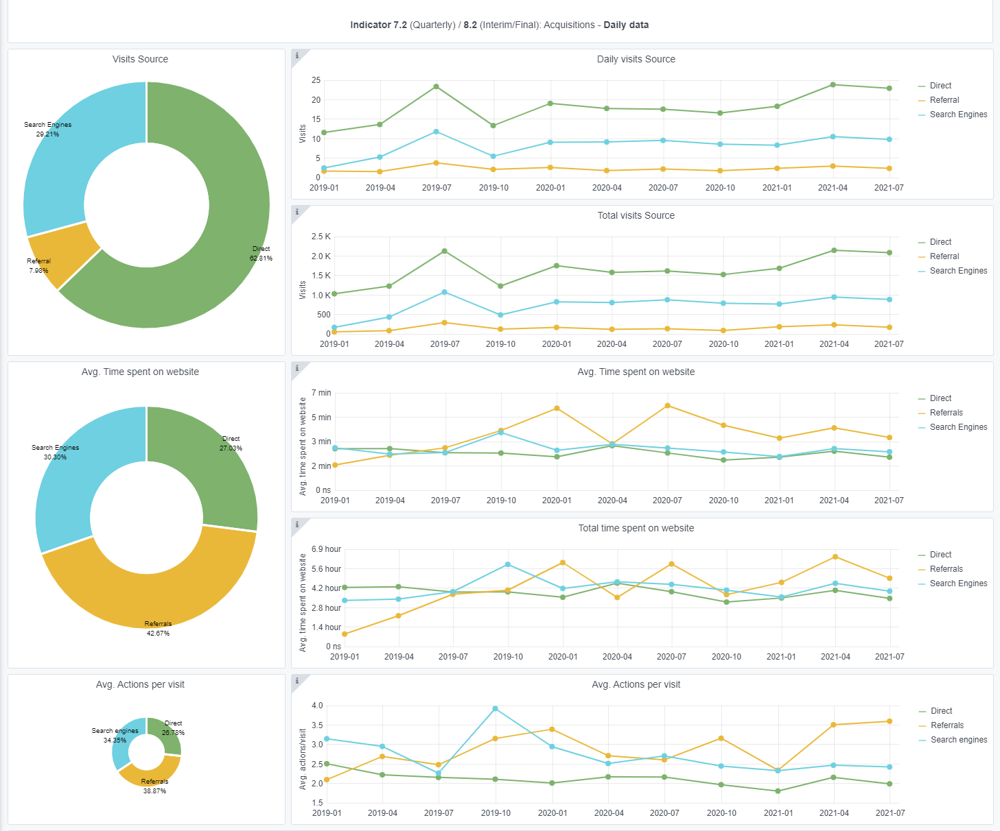 Indicator 7.2 (Quarterly) / 8.2 (Interim/Final): Acquisitions - Daily data
Visits Source
Search Engines
29.21%
Direct
62.81%
Referral
7.98%
i
Daily visits Source
Visits
25
20
15
10
5
0
2019-01 2019-04 2019-07 2019-10 2020-01 2020-04 2020-07 2020-10 2021-01 2021-04 2021-07
Direct
Referral
Search Engines
i
Total visits Source
Visits
2.5 K
2.0 K
1.5 K
1.0 K
500
0
2019-01 2019-04 2019-07 2019-10 2020-01 2020-04 2020-07 2020-10 2021-01 2021-04 2021-07
Direct
Referral
Search Engines
Avg. Time spent on website
Direct
27.03%
Search Engines
30.30%
Referrals
42.67%
i
Avg. Time spent on website
Avg. time spent on website
7 min
5 min
3 min
2 min
0 ns
2019-01 2019-04 2019-07 2019-10 2020-01 2020-04 2020-07 2020-10 2021-01 2021-04 2021-07
Direct
Referrals
Search Engines
i
Total time spent on website
Avg. time spent on website
6.9 hour
5.6 hour
4.2 hour
2.8 hour
1.4 hour
0 ns
2019-01 2019-04 2019-07 2019-10 2020-01 2020-04 2020-07 2020-10 2021-01 2021-04 2021-07
Direct
Referrals
Search Engines
Avg. Actions per visit
Direct
26.78%
Search engines
34.35%
Referrals
38.87%
i
Avg. Actions per visit
Avg. actions/visit
4.0
3.5
3.0
2.5
2.0
1.5
2019-01 2019-04 2019-07 2019-10 2020-01 2020-04 2020-07 2020-10 2021-01 2021-04 2021-07
Direct
Referrals
Search engines